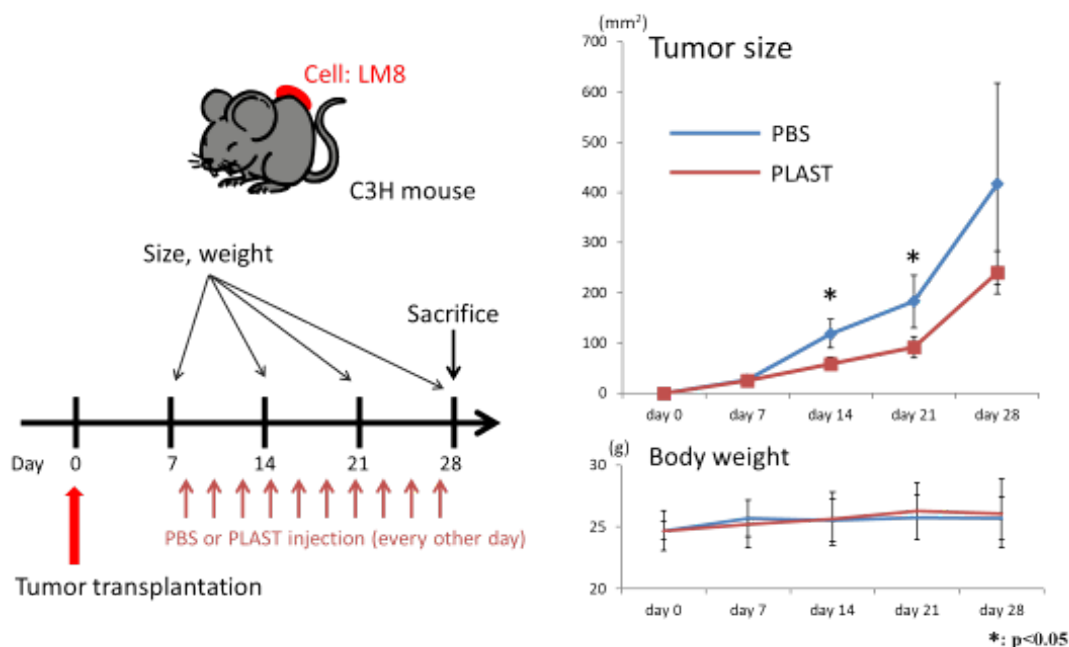 Cell: LM8
C3H mouse
Size, weight
Sacrifice
Day 0 7 14 21 28
PBS or PLAST injection (every other day)
Tumor transplantation
(mm²)
Tumor size
700
600
500
400
300
200
100
0
PBS
PLAST
*
*
day 0 day 7 day 14 day 21 day 28
(g)
Body weight
30
25
20
day 0 day 7 day 14 day 21 day 28
*: p<0.05